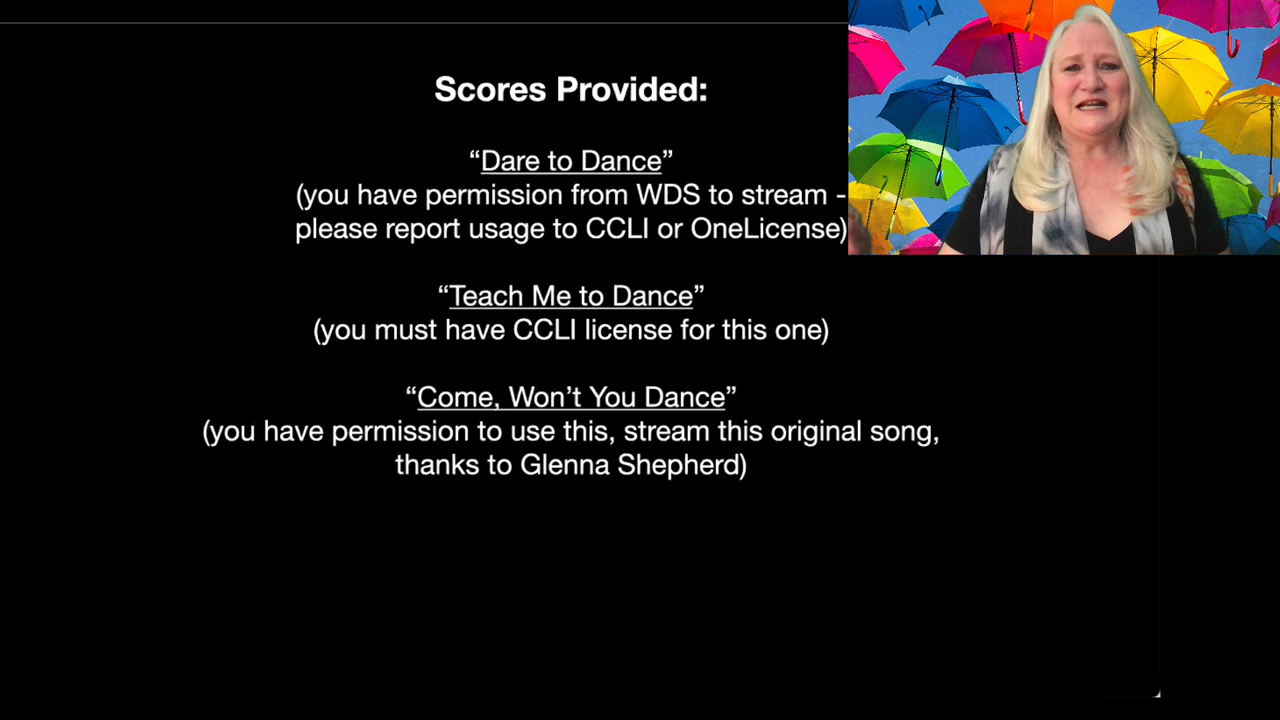 Scores Provided:
“Dare to Dance”
(you have permission from WDS to stream -
please report usage to CCLI or OneLicense)
“Teach Me to Dance”
(you must have CCLI license for this one)
“Come, Won’t You Dance”
(you have permission to use this, stream this original song,
thanks to Glenna Shepherd)